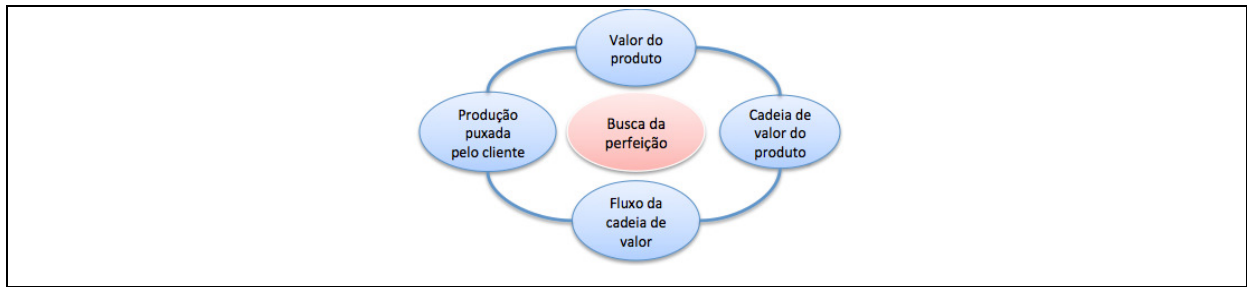 Valor do
produto
Produção
puxada
pelo cliente
Busca da
perfeição
Cadeia de
valor do
produto
Fluxo da
cadeia de
valor